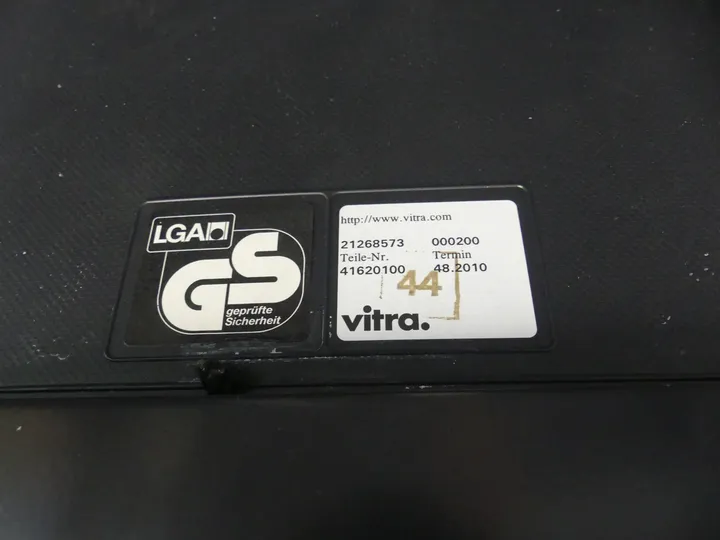 LGA
GS
geprüfte
Sicherheit
http://www.vitra.com
21268573 000200
Teile-Nr. Termin
41620100 48.2010
44
vitra.